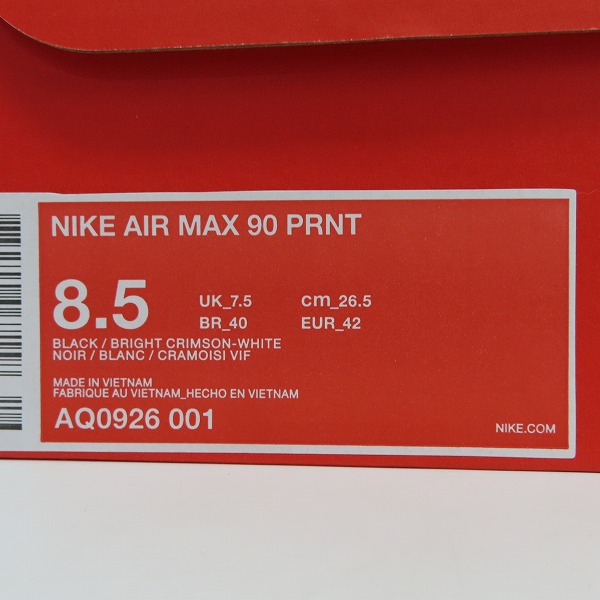 NIKE AIR MAX 90 PRNT
8.5 UK_7.5 cm_26.5
BR_40 EUR_42
BLACK / BRIGHT CRIMSON-WHITE
NOIR / BLANC / CRAMOISI VIF
MADE IN VIETNAM
FABRIQUE AU VIETNAM_HECHO EN VIETNAM
AQ0926 001
NIKE.COM